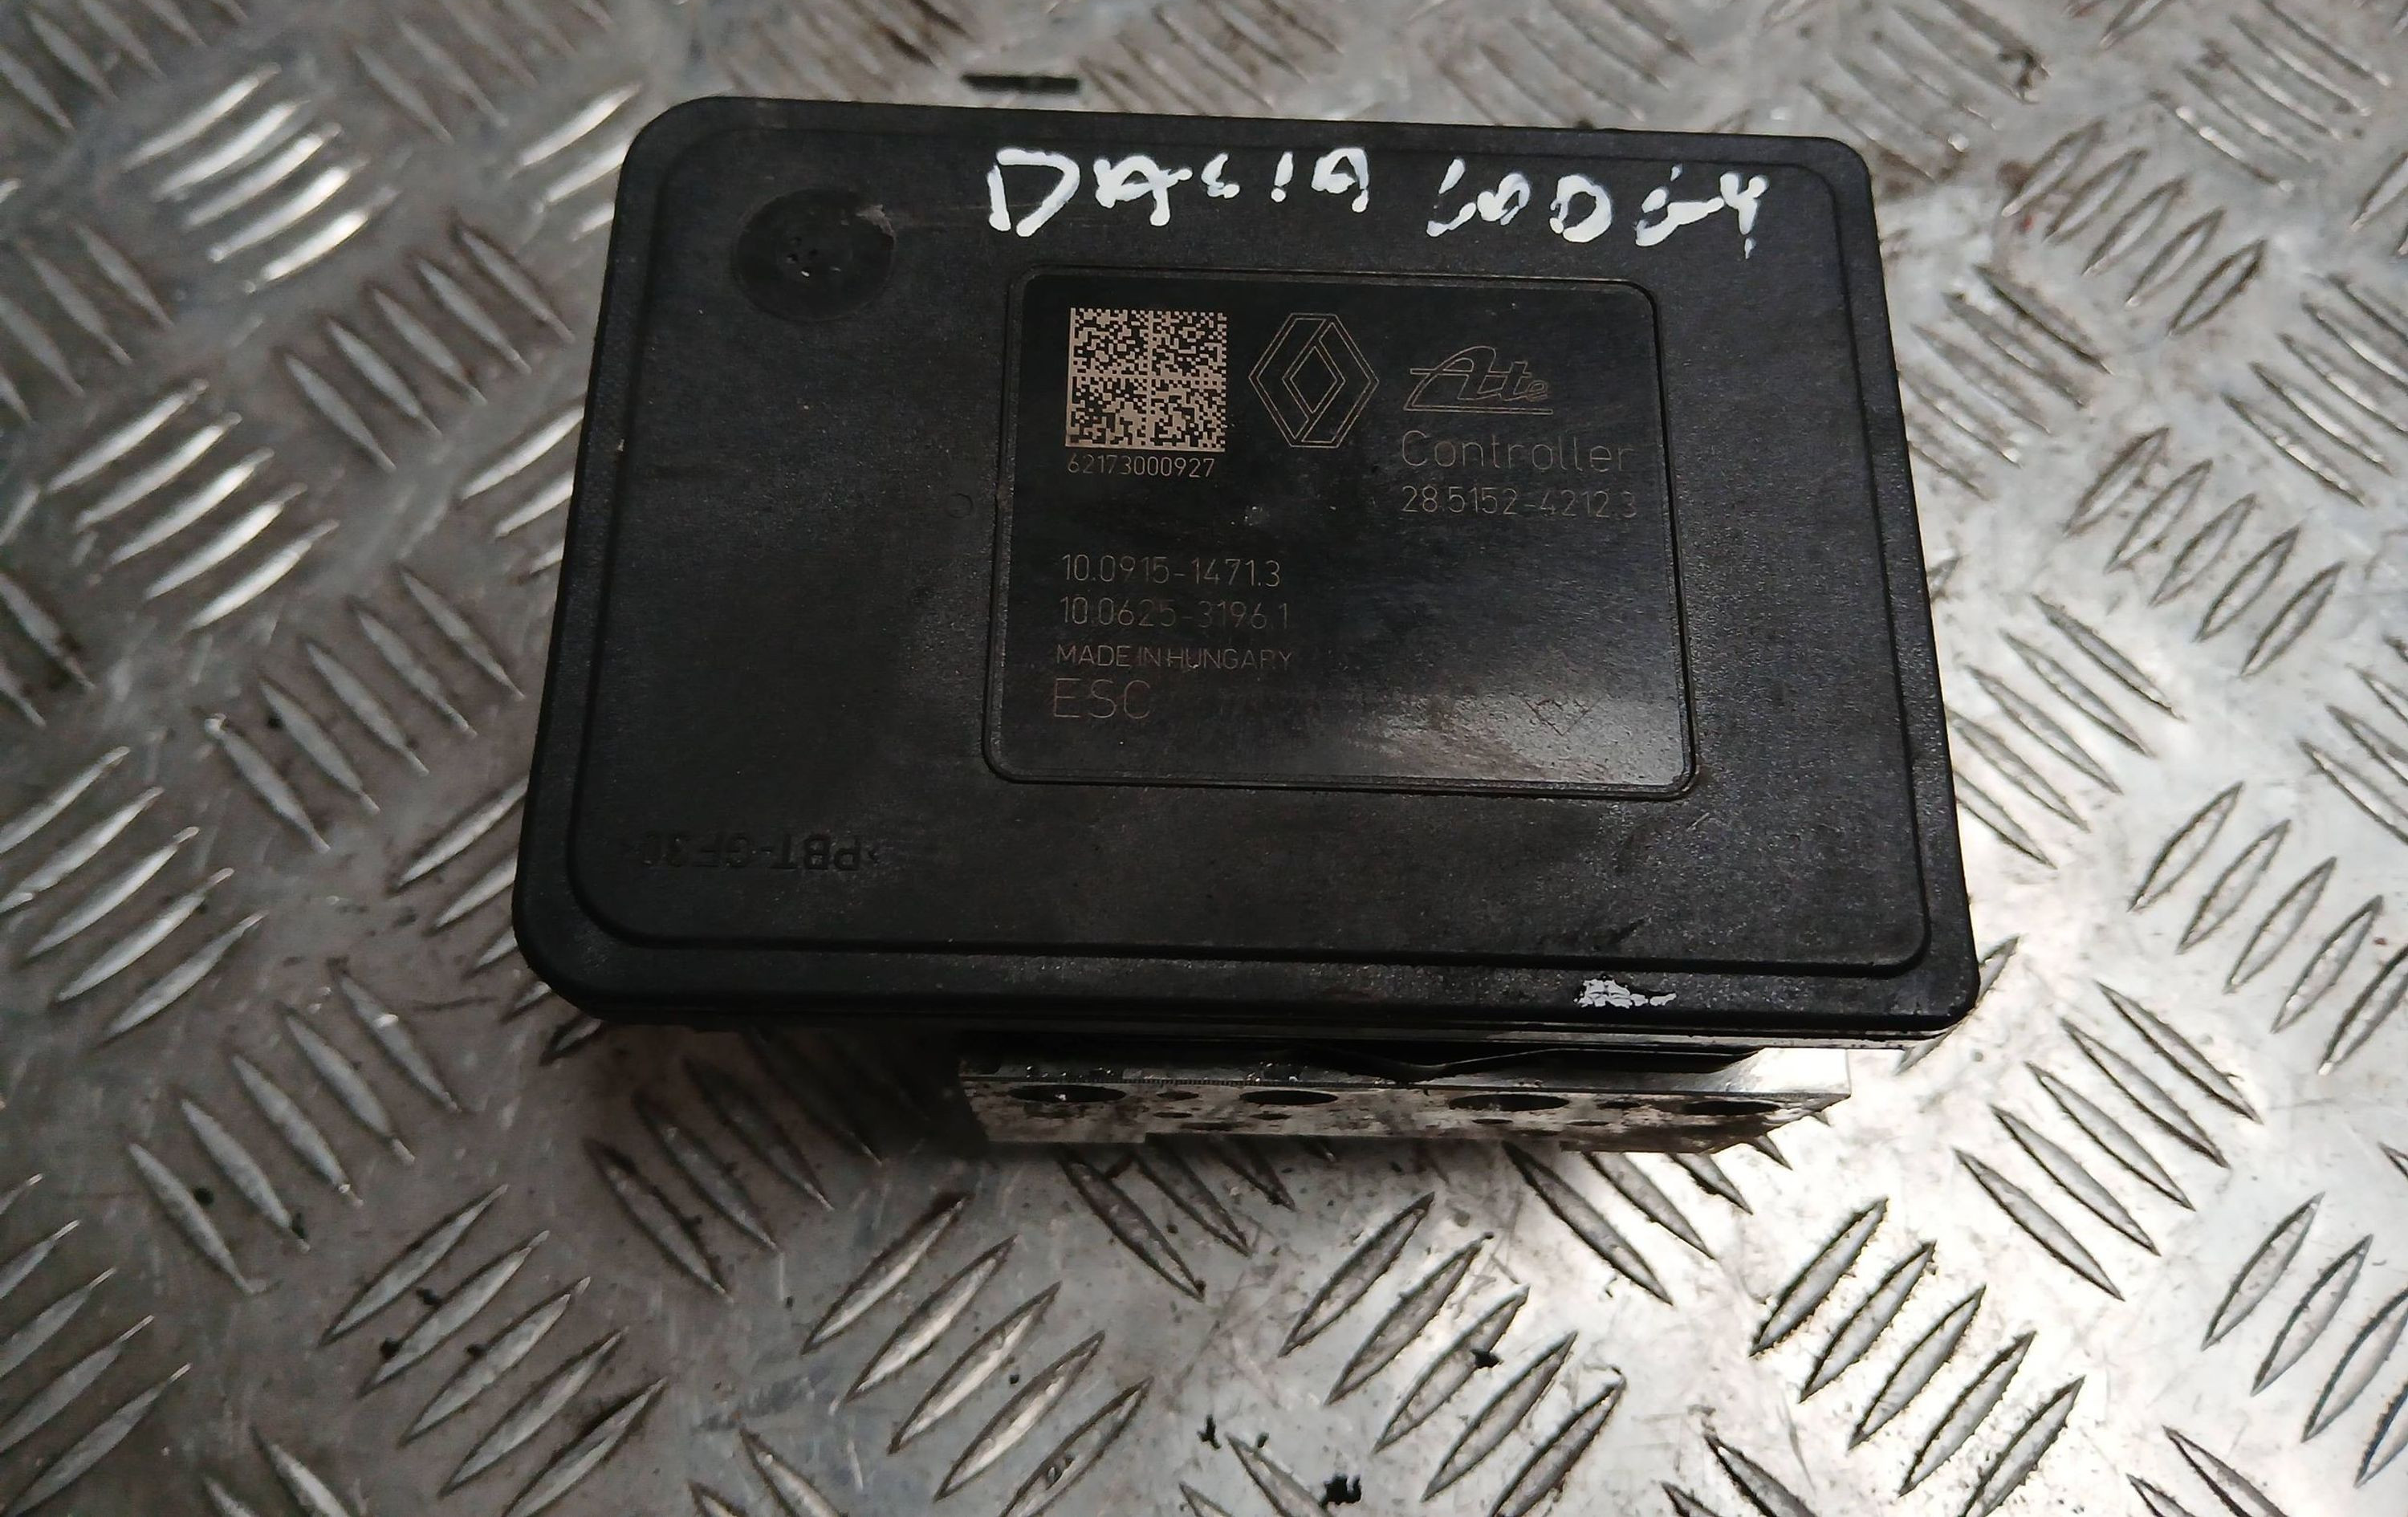 DACIA LODGY
Ate
Controller
28.5152-4212.3
62173000927
10.0915-1471.3
10.0625-3196.1
MADE IN HUNGARY
ESC
>PBT-GF30<